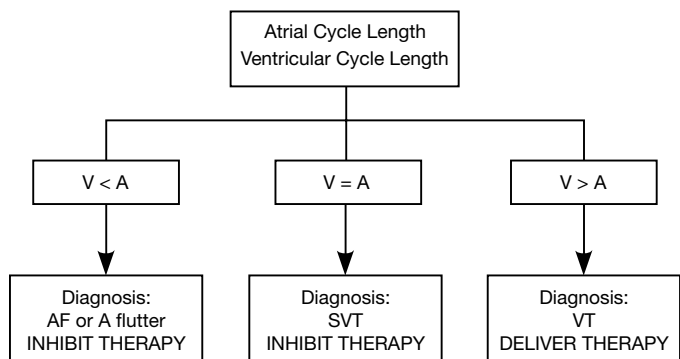 Atrial Cycle Length
Ventricular Cycle Length
V < A
V = A
V > A
Diagnosis:
AF or A flutter
INHIBIT THERAPY
Diagnosis:
SVT
INHIBIT THERAPY
Diagnosis:
VT
DELIVER THERAPY